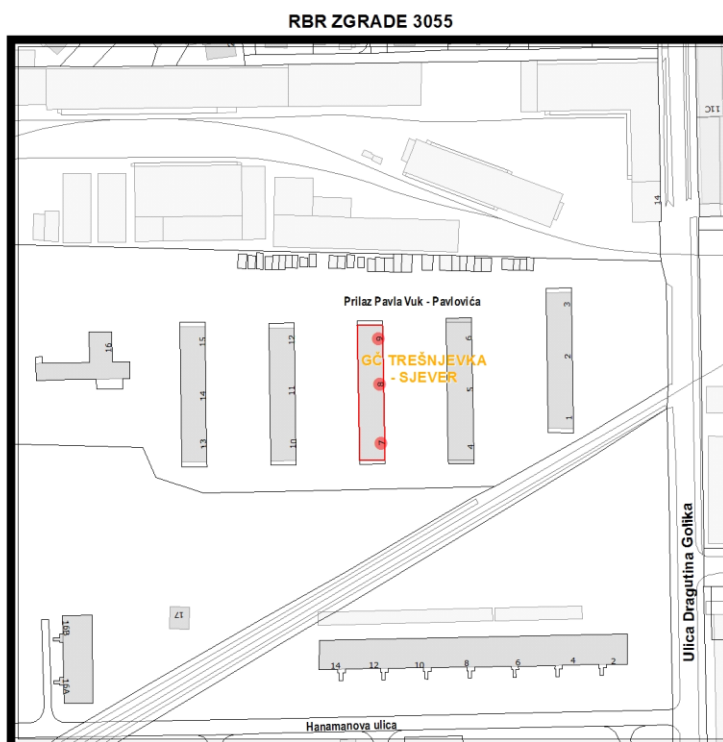 RBR ZGRADE 3055
11C
14
Prilaz Pavla Vuk - Pavlovića
3
2
1
6
5
4
9
8
7
GČ TREŠNJEVKA
- SJEVER
12
11
10
15
14
13
16
Ulica Dragutina Golika
17
16B
16A
14
12
10
8
6
4
2
Hanamanova ulica